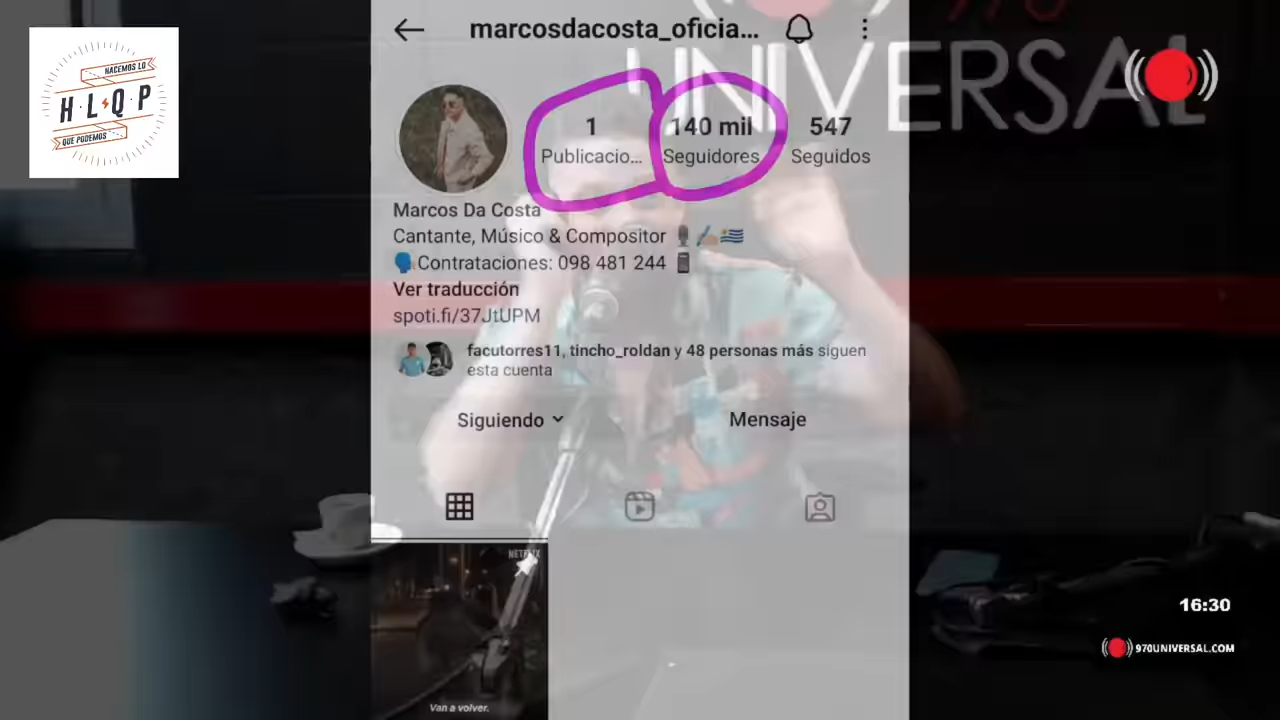 HACEMOS LO
HLQP
QUE PODEMOS
marcosdacosta_oficia...
970
UNIVERSAL
1
Publicacio...
140 mil
Seguidores
547
Seguidos
Marcos Da Costa
Cantante, Músico & Compositor
Contrataciones: 098 481 244
Ver traducción
spoti.fi/37JtUPM
facutorres11, tincho_roldan y 48 personas más siguen
esta cuenta
Siguiendo
Mensaje
NETFLIX
Van a volver.
16:30
970UNIVERSAL.COM